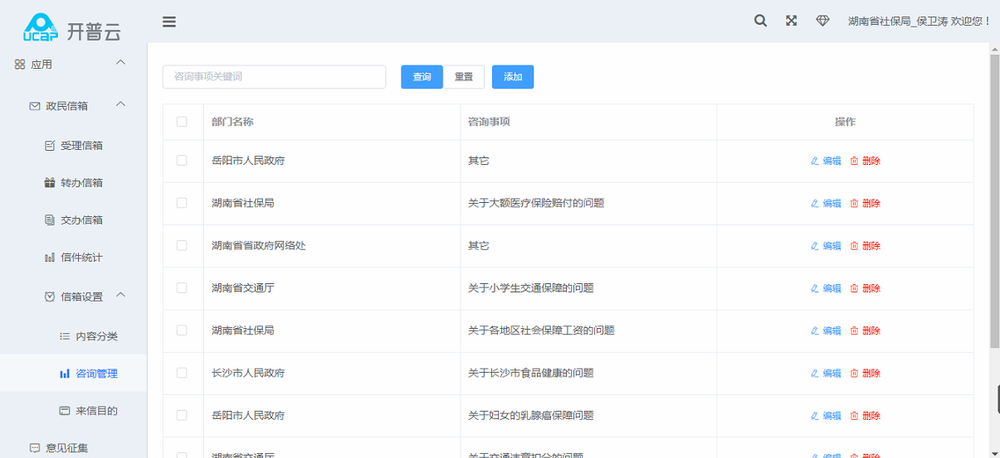 ucap 开普云
湖南省社保局_侯卫涛 欢迎您！
应用
政民信箱
受理信箱
转办信箱
交办信箱
信件统计
信箱设置
内容分类
咨询管理
来信目的
意见征集
咨询事项关键词 查询 重置 添加
部门名称 咨询事项 操作
岳阳市人民政府 其它 编辑 删除
湖南省社保局 关于大额医疗保险赔付的问题 编辑 删除
湖南省省政府网络处 其它 编辑 删除
湖南省交通厅 关于小学生交通保障的问题 编辑 删除
湖南省社保局 关于各地区社会保障工资的问题 编辑 删除
长沙市人民政府 关于长沙市食品健康的问题 编辑 删除
岳阳市人民政府 关于妇女的乳腺癌保障问题 编辑 删除
湖南省交通厅 关于交通违章扣分的问题 编辑 删除